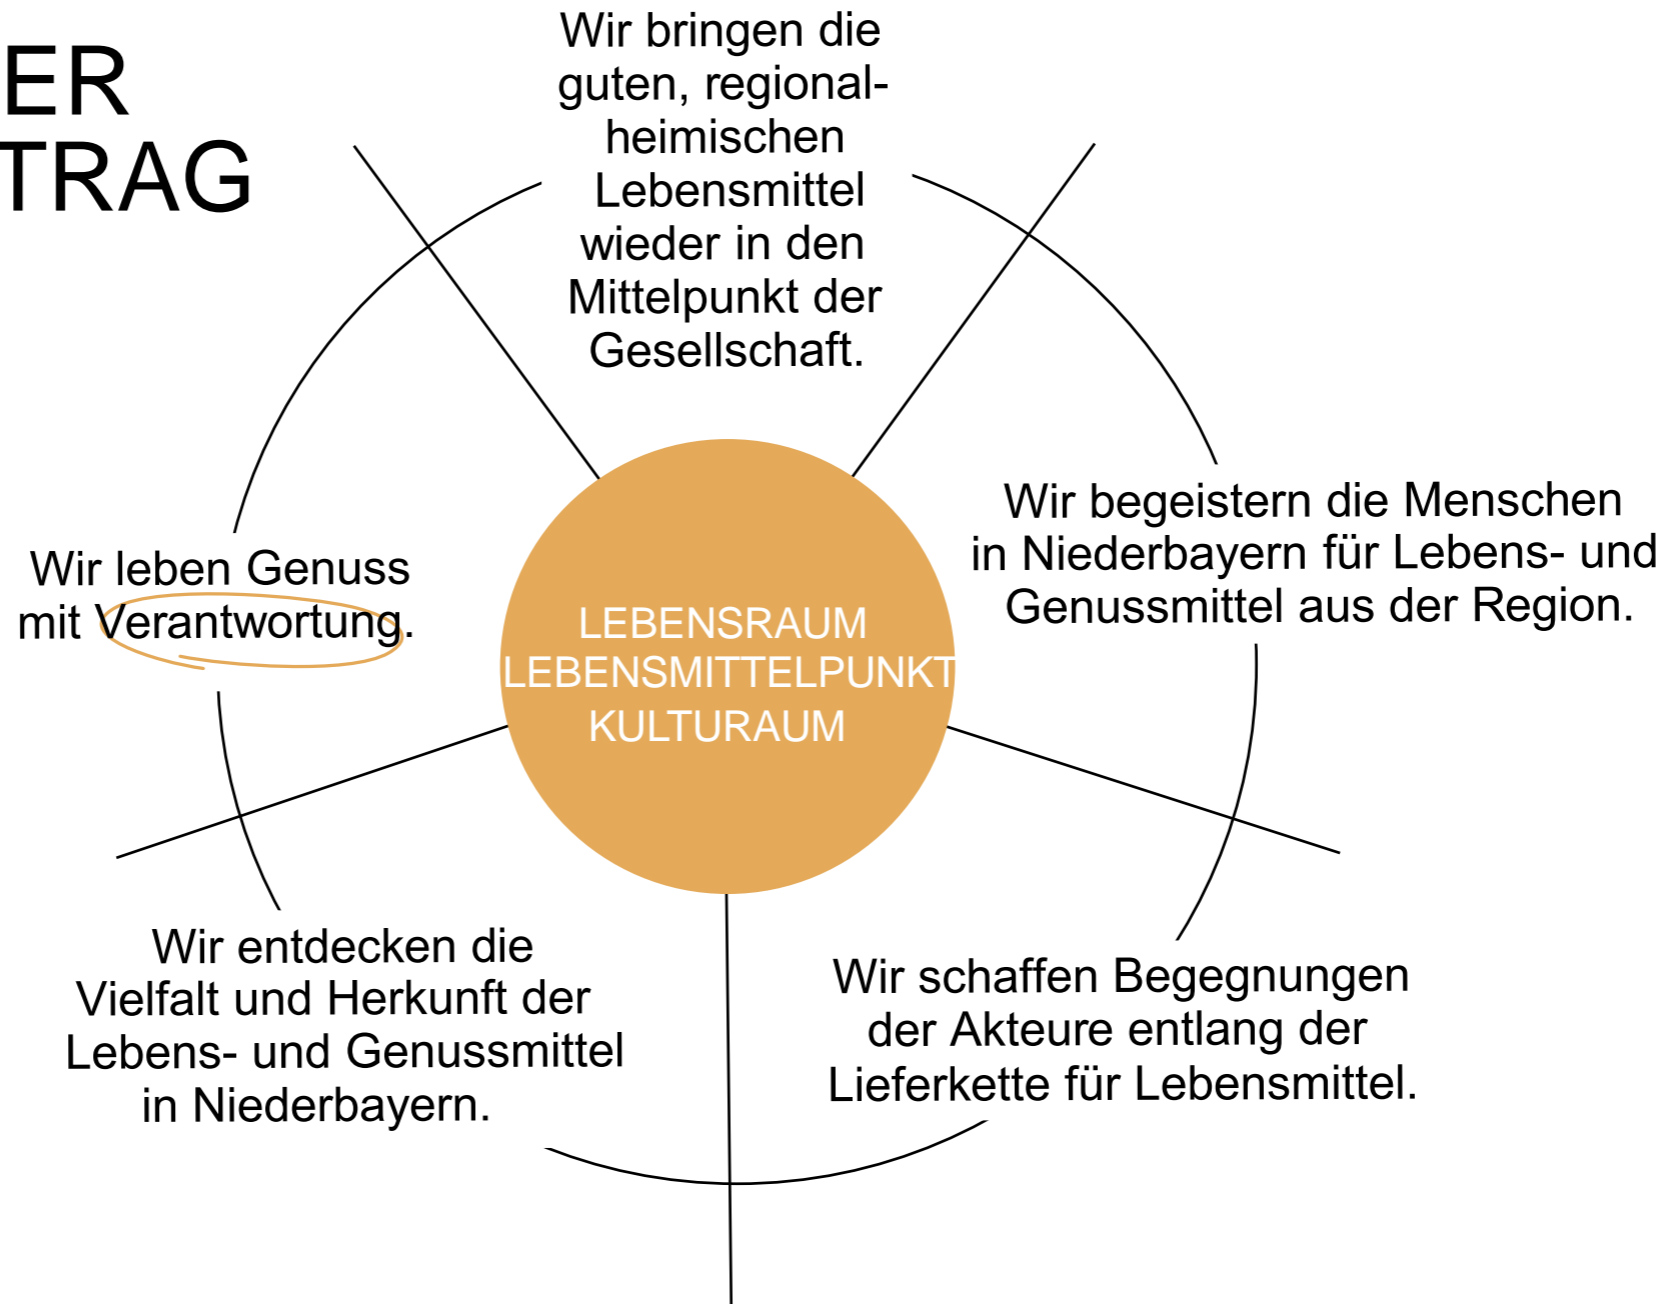 ER
TRAG
Wir bringen die
guten, regional-
heimischen
Lebensmittel
wieder in den
Mittelpunkt der
Gesellschaft.
Wir begeistern die Menschen
in Niederbayern für Lebens- und
Genussmittel aus der Region.
Wir leben Genuss
mit Verantwortung.
LEBENSRAUM
LEBENSMITTELPUNKT
KULTURAUM
Wir entdecken die
Vielfalt und Herkunft der
Lebens- und Genussmittel
in Niederbayern.
Wir schaffen Begegnungen
der Akteure entlang der
Lieferkette für Lebensmittel.